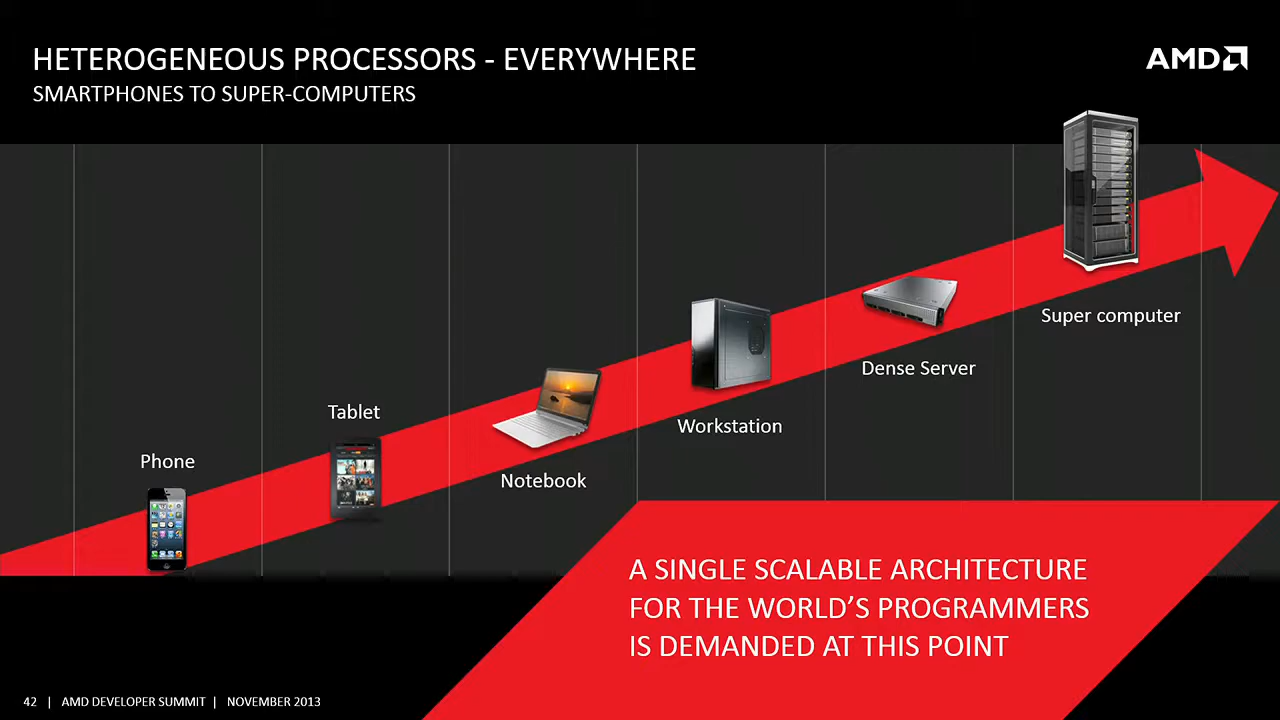 HETEROGENEOUS PROCESSORS - EVERYWHERE
SMARTPHONES TO SUPER-COMPUTERS
AMD
Super computer
Dense Server
Workstation
Tablet
Notebook
Phone
A SINGLE SCALABLE ARCHITECTURE
FOR THE WORLD’S PROGRAMMERS
IS DEMANDED AT THIS POINT
42 | AMD DEVELOPER SUMMIT | NOVEMBER 2013